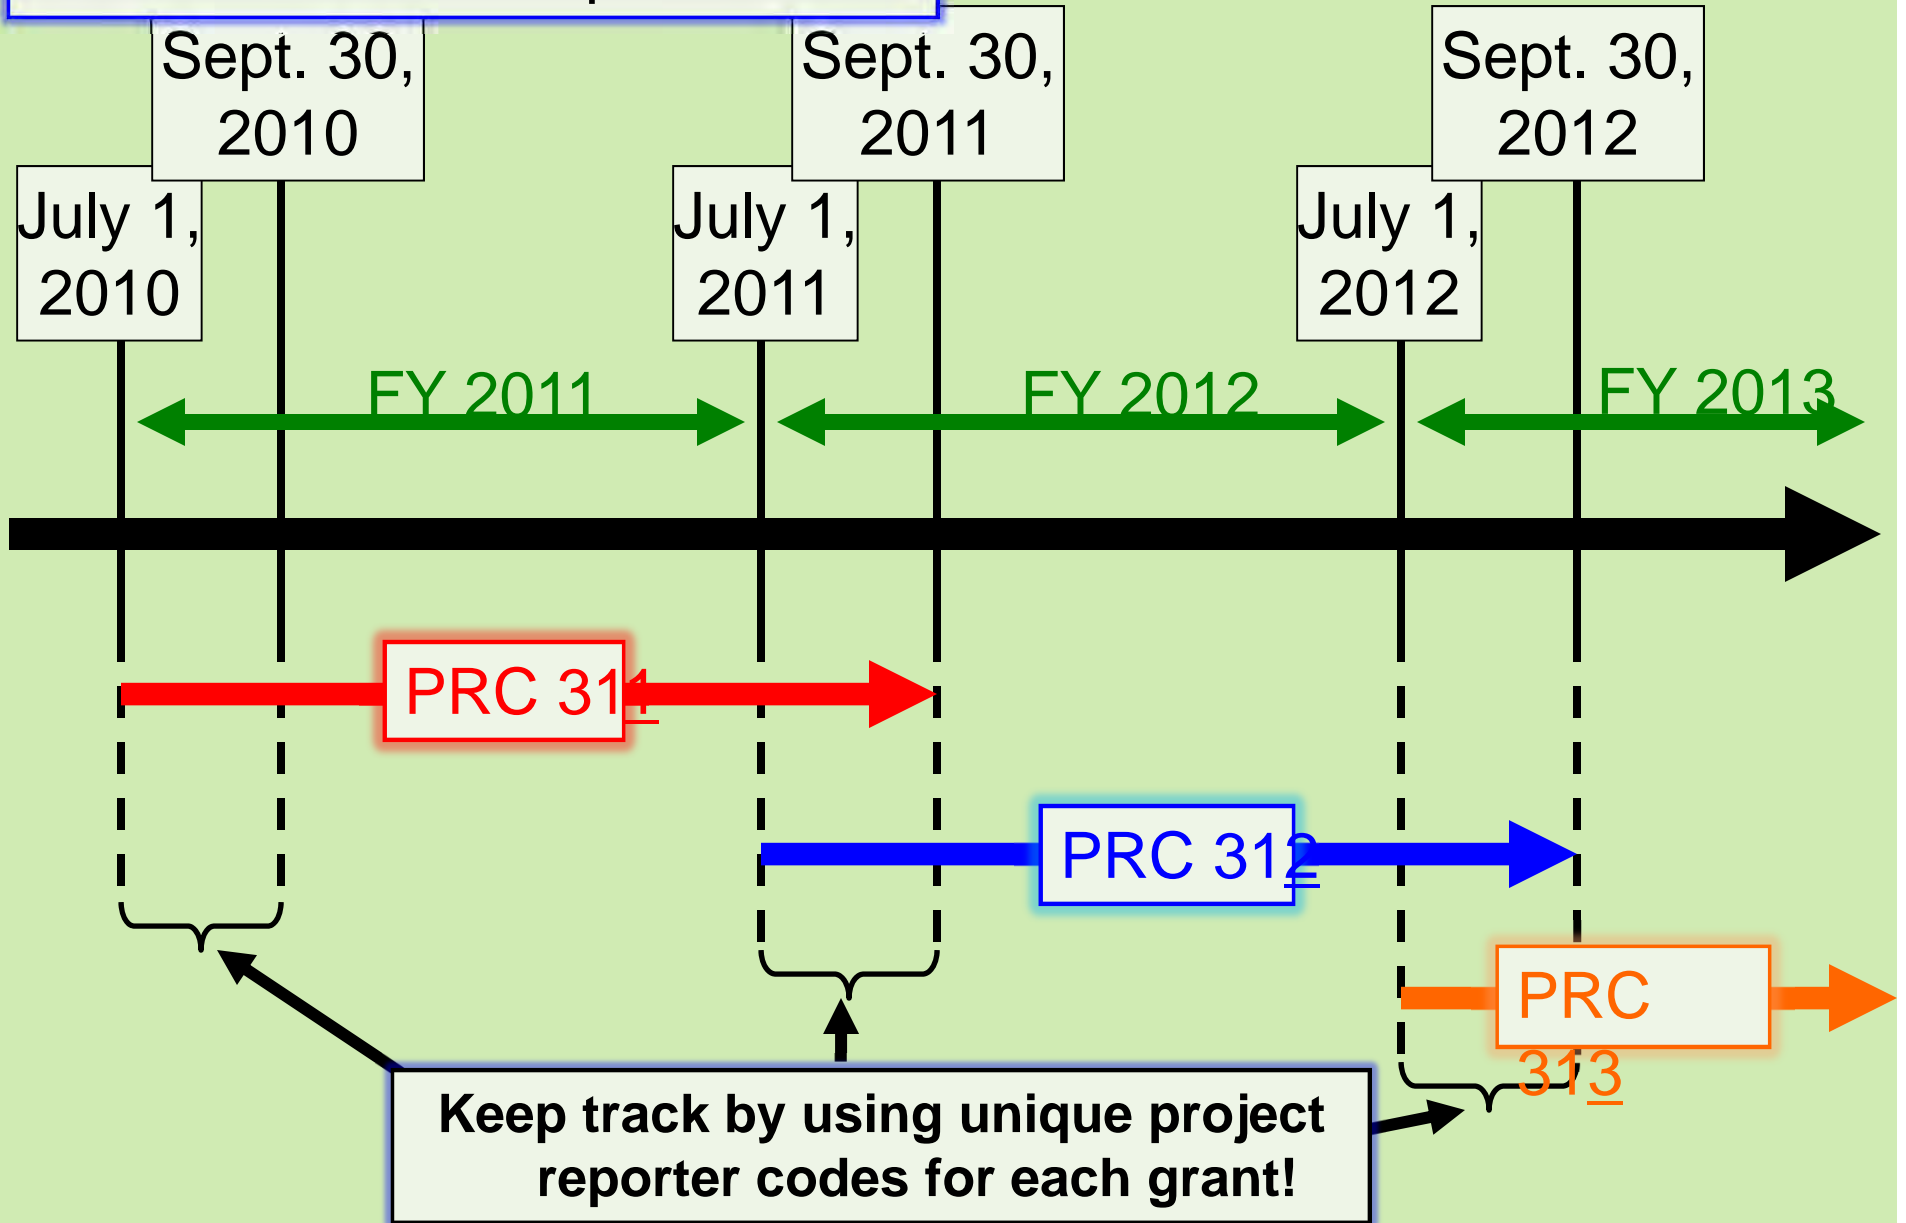 Sept. 30,
2010
Sept. 30,
2011
Sept. 30,
2012
July 1,
2010
July 1,
2011
July 1,
2012
FY 2011
FY 2012
FY 2013
PRC 311
PRC 312
PRC
313
Keep track by using unique project
reporter codes for each grant!